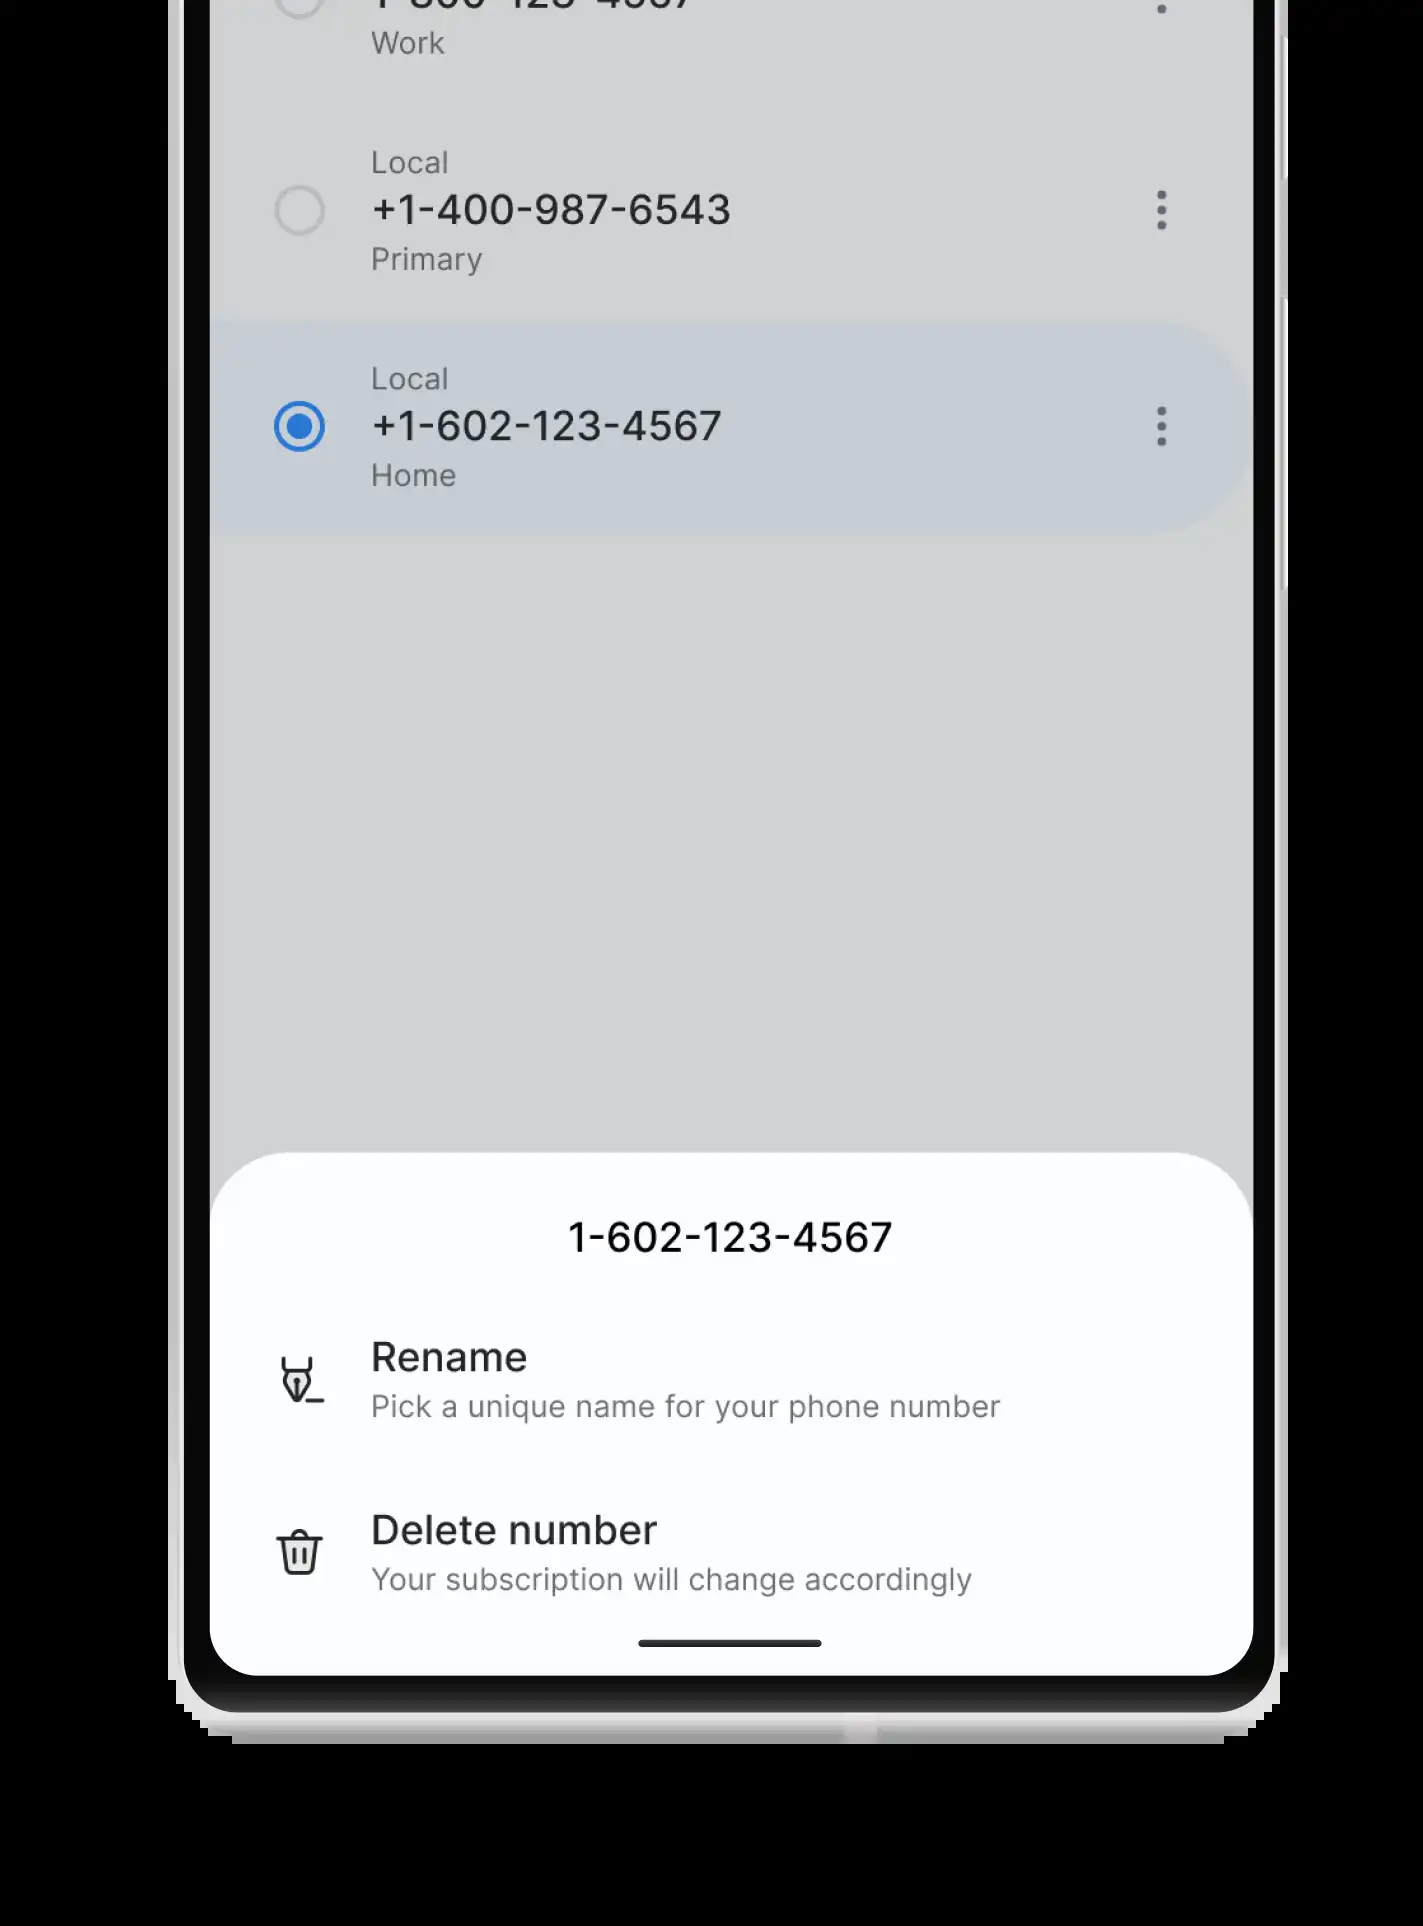 Work
Local
+1-400-987-6543
Primary
Local
+1-602-123-4567
Home
1-602-123-4567
Rename
Pick a unique name for your phone number
Delete number
Your subscription will change accordingly